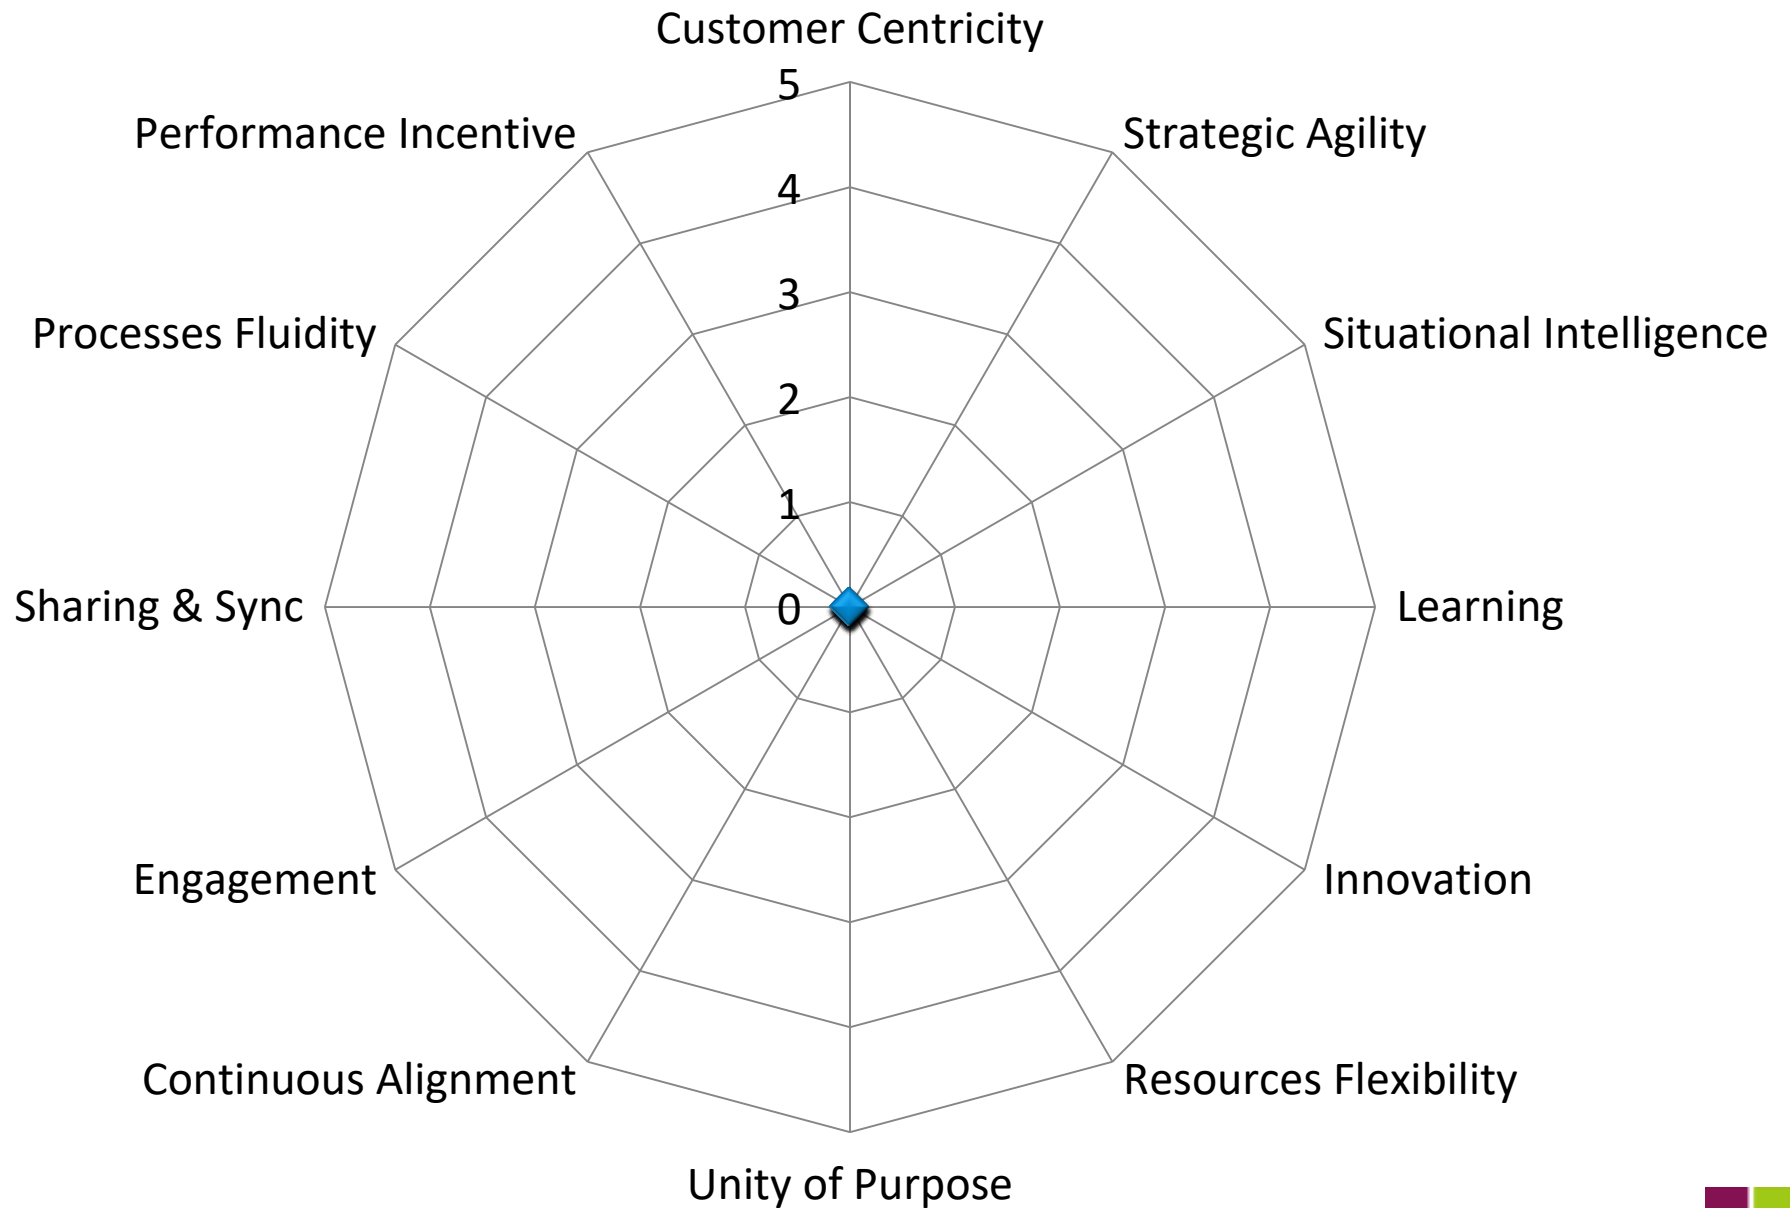 Customer Centricity
5
Performance Incentive
Strategic Agility
4
3
Processes Fluidity
Situational Intelligence
2
1
Sharing & Sync
0
Learning
Engagement
Innovation
Continuous Alignment
Resources Flexibility
Unity of Purpose